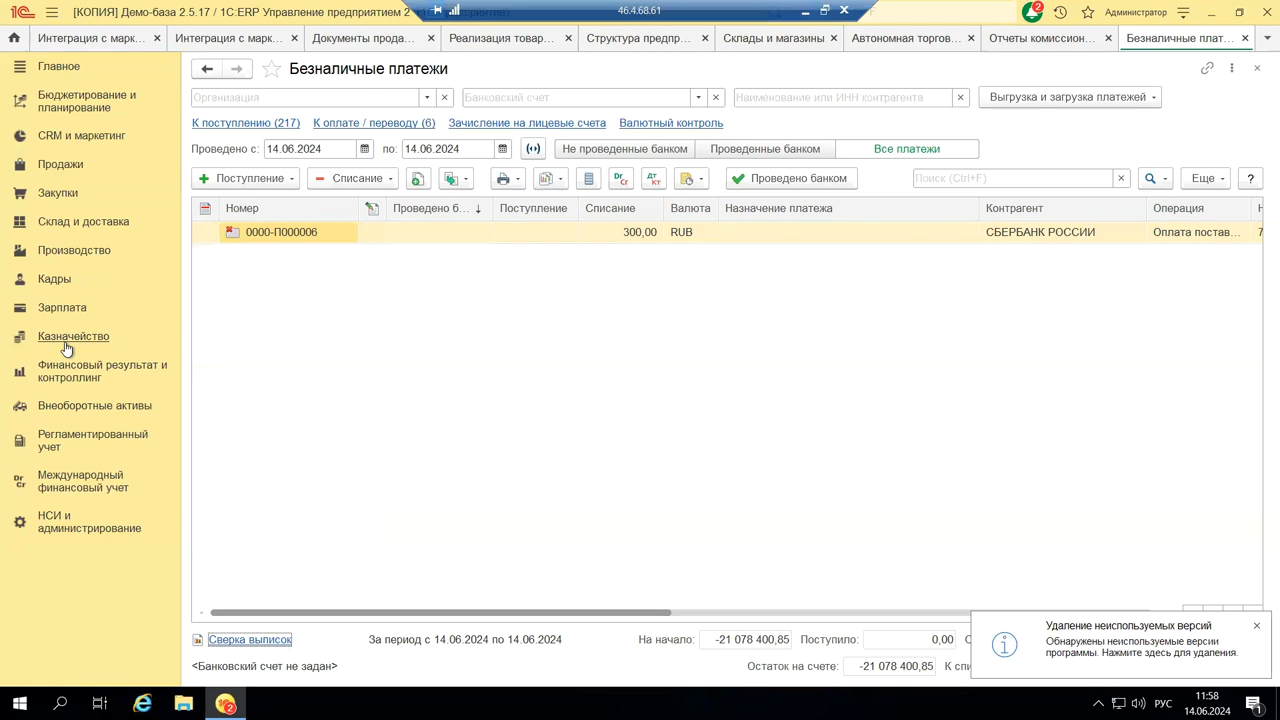 [КОПИЯ] Демо-база 2.5.17 / 1С:ERP Управление предприятием 2
46.4.68.61
2
Администратор
Интеграция с марк...
Интеграция с марк...
Документы прода...
Реализация товар...
Структура предпр...
Склады и магазины
Автономная торгов...
Отчеты комиссион...
Безналичные плат...
Главное
Бюджетирование и планирование
CRM и маркетинг
Продажи
Закупки
Склад и доставка
Производство
Кадры
Зарплата
Казначейство
Финансовый результат и контроллинг
Внеоборотные активы
Регламентированный учет
Международный финансовый учет
НСИ и администрирование
Безналичные платежи
Организация
Банковский счет
Наименование или ИНН контрагента
Выгрузка и загрузка платежей
К поступлению (217)
К оплате / переводу (6)
Зачисление на лицевые счета
Валютный контроль
Проведено с: 14.06.2024 по: 14.06.2024
Не проведенные банком
Проведенные банком
Все платежи
Поступление
Списание
Проведено банком
Поиск (Ctrl+F)
Еще
?
Номер
Проведено б...
Поступление
Списание
Валюта
Назначение платежа
Контрагент
Операция
0000-П000006
300,00
RUB
СБЕРБАНК РОССИИ
Оплата постав...
Сверка выписок
За период с 14.06.2024 по 14.06.2024
На начало: -21 078 400,85
Поступило: 0,00
<Банковский счет не задан>
Остаток на счете: -21 078 400,85
К спи
Удаление неиспользуемых версий
Обнаружены неиспользуемые версии
программы. Нажмите здесь для удаления.
РУС
11:58
14.06.2024